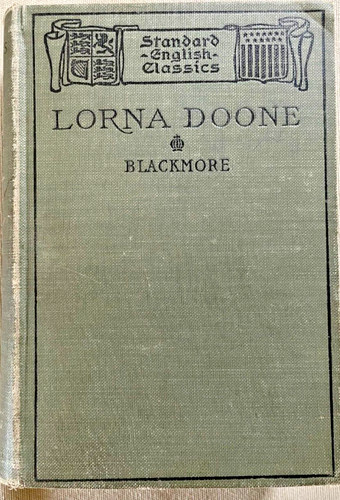 Standard
-English-
Classics
LORNA DOONE
BLACKMORE